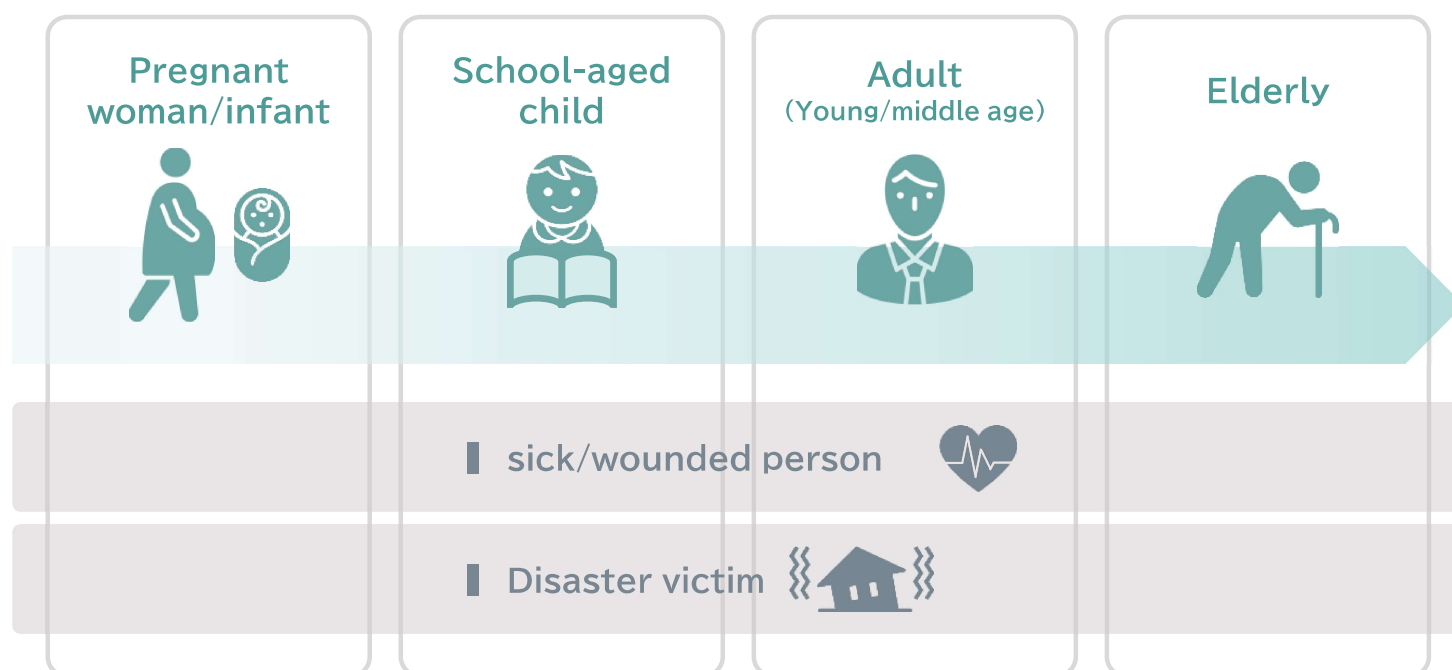 Pregnant
woman/infant
School-aged
child
Adult
(Young/middle age)
Elderly
sick/wounded person
Disaster victim